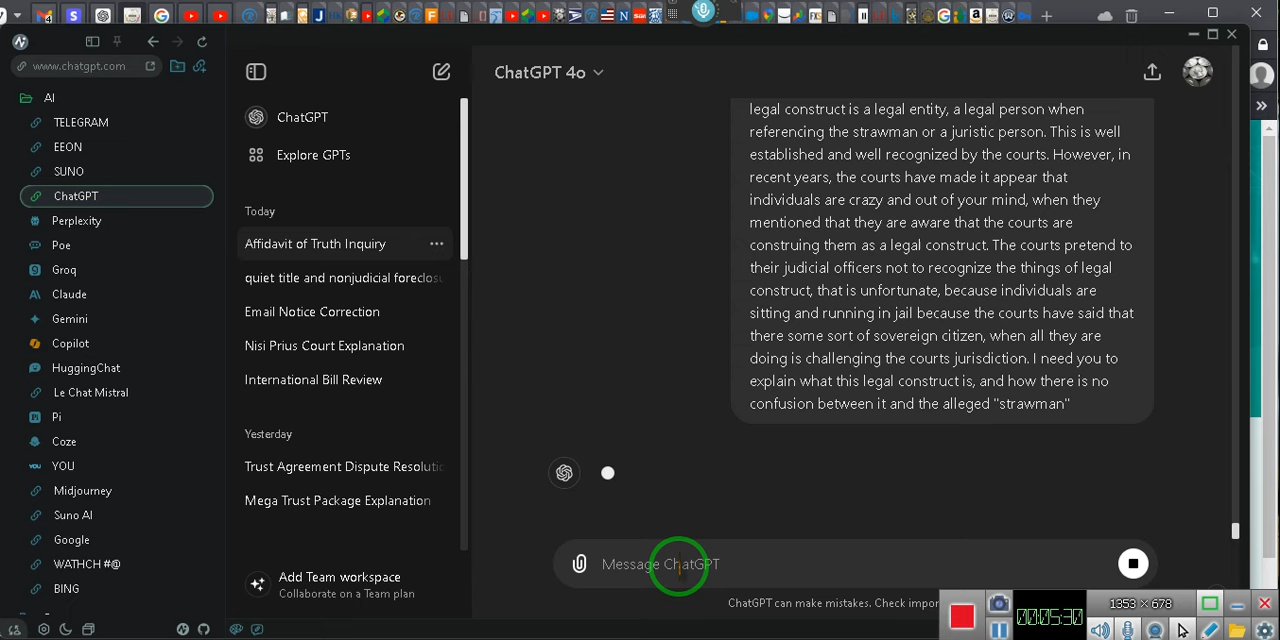 www.chatgpt.com
AI
TELEGRAM
EEON
SUNO
ChatGPT
Perplexity
Poe
Groq
Claude
Gemini
Copilot
HuggingChat
Le Chat Mistral
Pi
Coze
YOU
Midjourney
Suno AI
Google
WATHCH #@
BING
ChatGPT
Explore GPTs
Today
Affidavit of Truth Inquiry
quiet title and nonjudicial foreclosu
Email Notice Correction
Nisi Prius Court Explanation
International Bill Review
Yesterday
Trust Agreement Dispute Resoluti
Mega Trust Package Explanation
Add Team workspace
Collaborate on a Team plan
ChatGPT 4o
legal construct is a legal entity, a legal person when
referencing the strawman or a juristic person. This is well
established and well recognized by the courts. However, in
recent years, the courts have made it appear that
individuals are crazy and out of your mind, when they
mentioned that they are aware that the courts are
construing them as a legal construct. The courts pretend to
their judicial officers not to recognize the things of legal
construct, that is unfortunate, because individuals are
sitting and running in jail because the courts have said that
there some sort of sovereign citizen, when all they are
doing is challenging the courts jurisdiction. I need you to
explain what this legal construct is, and how there is no
confusion between it and the alleged "strawman"
Message ChatGPT
ChatGPT can make mistakes. Check impor
00:05:30
1353 × 678